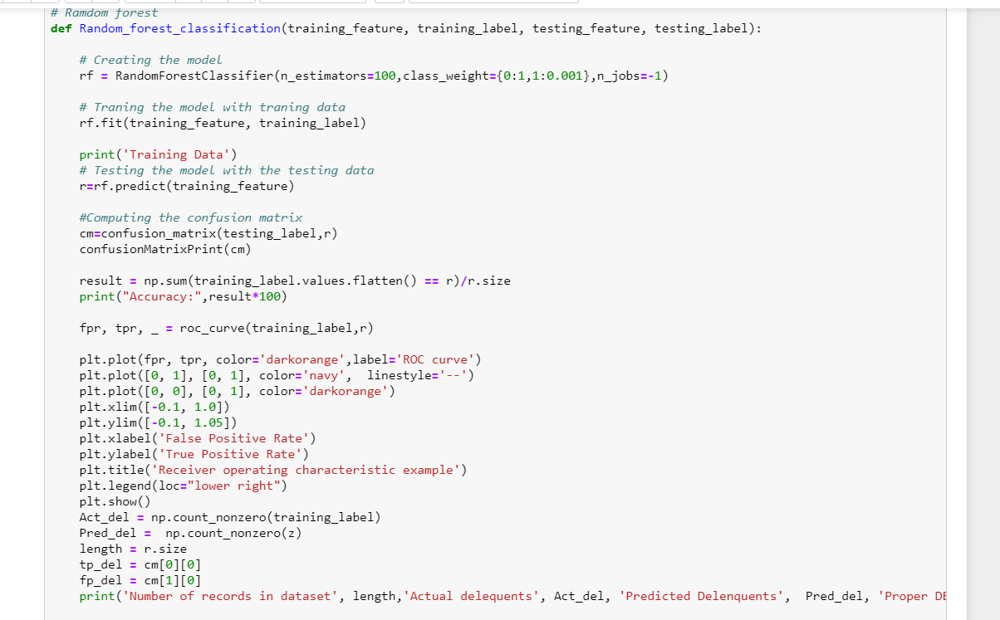 # Ramdom forest
def Random_forest_classification(training_feature, training_label, testing_feature, testing_label):
# Creating the model
rf = RandomForestClassifier(n_estimators=100,class_weight={0:1,1:0.001},n_jobs=-1)
# Traning the model with traning data
rf.fit(training_feature, training_label)
print('Training Data')
# Testing the model with the testing data
r=rf.predict(training_feature)
#Computing the confusion matrix
cm=confusion_matrix(testing_label,r)
confusionMatrixPrint(cm)
result = np.sum(training_label.values.flatten() == r)/r.size
print("Accuracy:",result*100)
fpr, tpr, _ = roc_curve(training_label,r)
plt.plot(fpr, tpr, color='darkorange',label='ROC curve')
plt.plot([0, 1], [0, 1], color='navy',  linestyle='--')
plt.plot([0, 0], [0, 1], color='darkorange')
plt.xlim([-0.1, 1.0])
plt.ylim([-0.1, 1.05])
plt.xlabel('False Positive Rate')
plt.ylabel('True Positive Rate')
plt.title('Receiver operating characteristic example')
plt.legend(loc="lower right")
plt.show()
Act_del = np.count_nonzero(training_label)
Pred_del =  np.count_nonzero(z)
length = r.size
tp_del = cm[0][0]
fp_del = cm[1][0]
print('Number of records in dataset', length,'Actual delequents', Act_del, 'Predicted Delenquents',  Pred_del, 'Proper